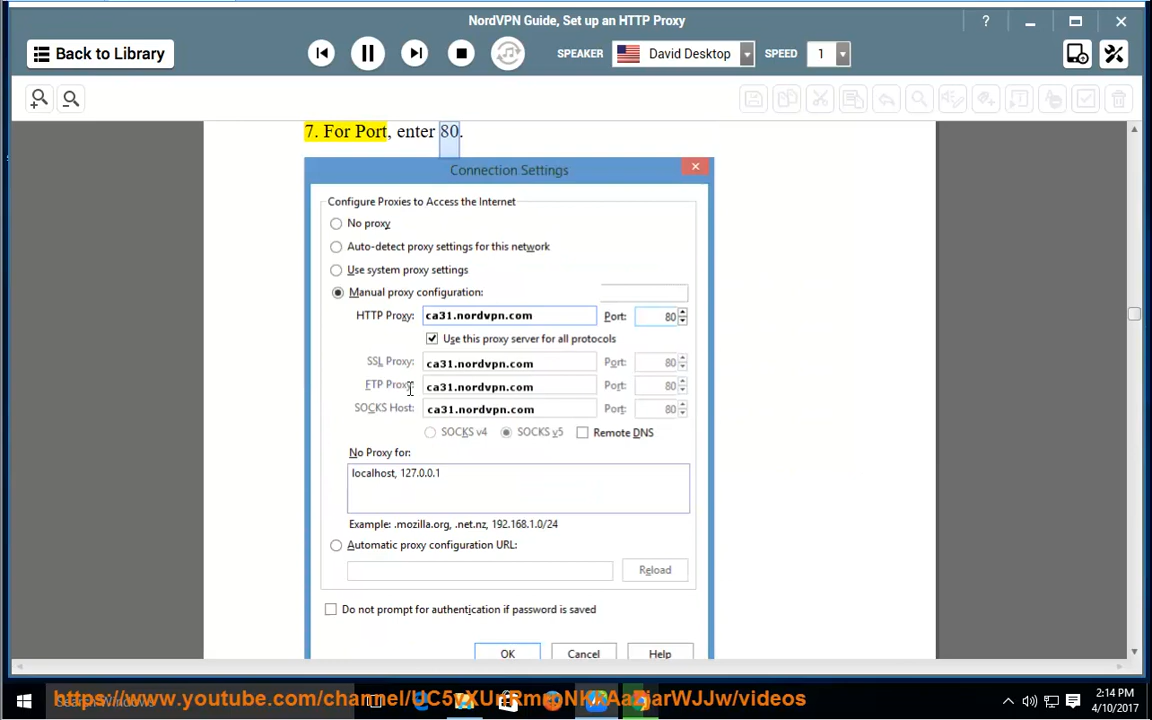 NordVPN Guide, Set up an HTTP Proxy
?
Back to Library
SPEAKER David Desktop SPEED 1
7. For Port, enter 80.
Connection Settings
Configure Proxies to Access the Internet
No proxy
Auto-detect proxy settings for this network
Use system proxy settings
Manual proxy configuration:
HTTP Proxy: ca31.nordvpn.com Port: 80
Use this proxy server for all protocols
SSL Proxy: ca31.nordvpn.com Port: 80
FTP Proxy: ca31.nordvpn.com Port: 80
SOCKS Host: ca31.nordvpn.com Port: 80
SOCKS v4 SOCKS v5 Remote DNS
No Proxy for:
localhost, 127.0.0.1
Example: .mozilla.org, .net.nz, 192.168.1.0/24
Automatic proxy configuration URL:
Reload
Do not prompt for authentication if password is saved
OK Cancel Help
2:14 PM
Search Windows
4/10/2017